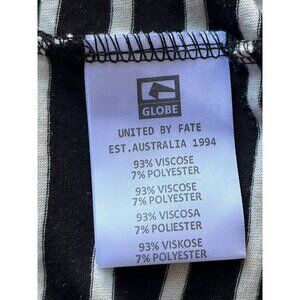 GLOBE
UNITED BY FATE
EST.AUSTRALIA 1994
93% VISCOSE
7% POLYESTER
93% VISCOSE
7% POLYESTER
93% VISCOSA
7% POLIESTER
93% VISKOSE
7% POLYESTER